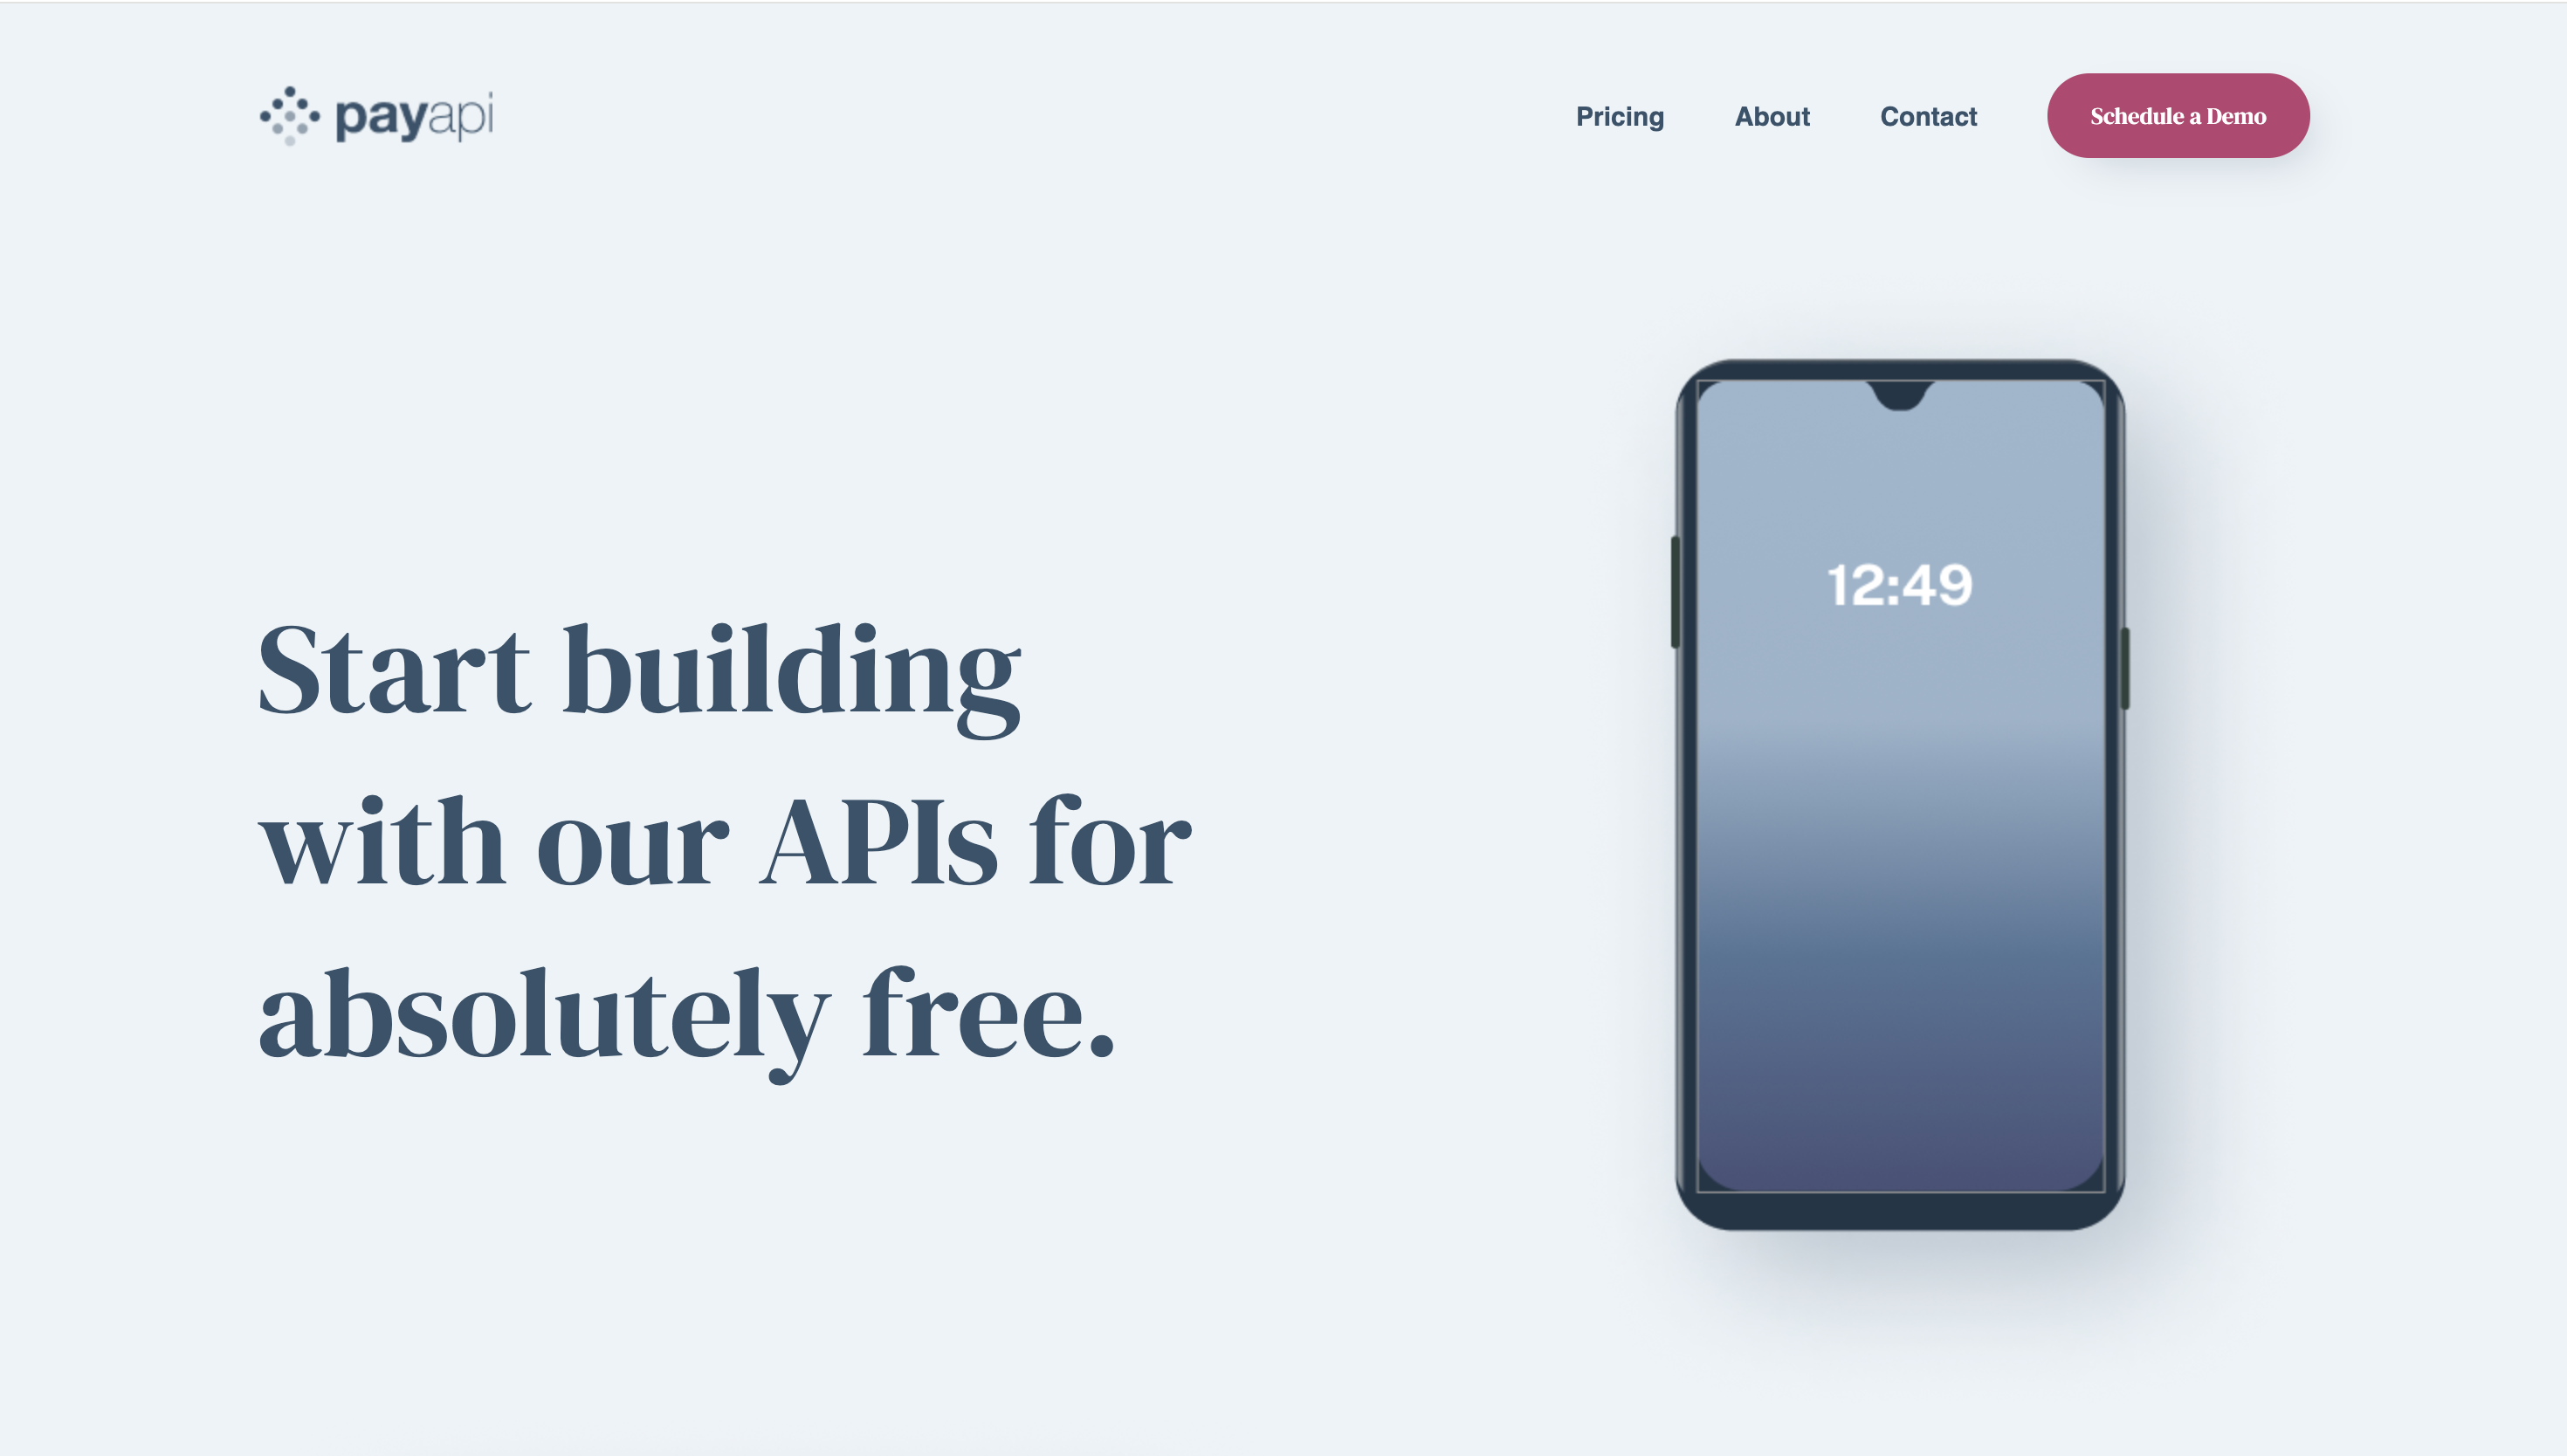 payapi
Pricing About Contact Schedule a Demo
12:49
Start building
with our APIs for
absolutely free.